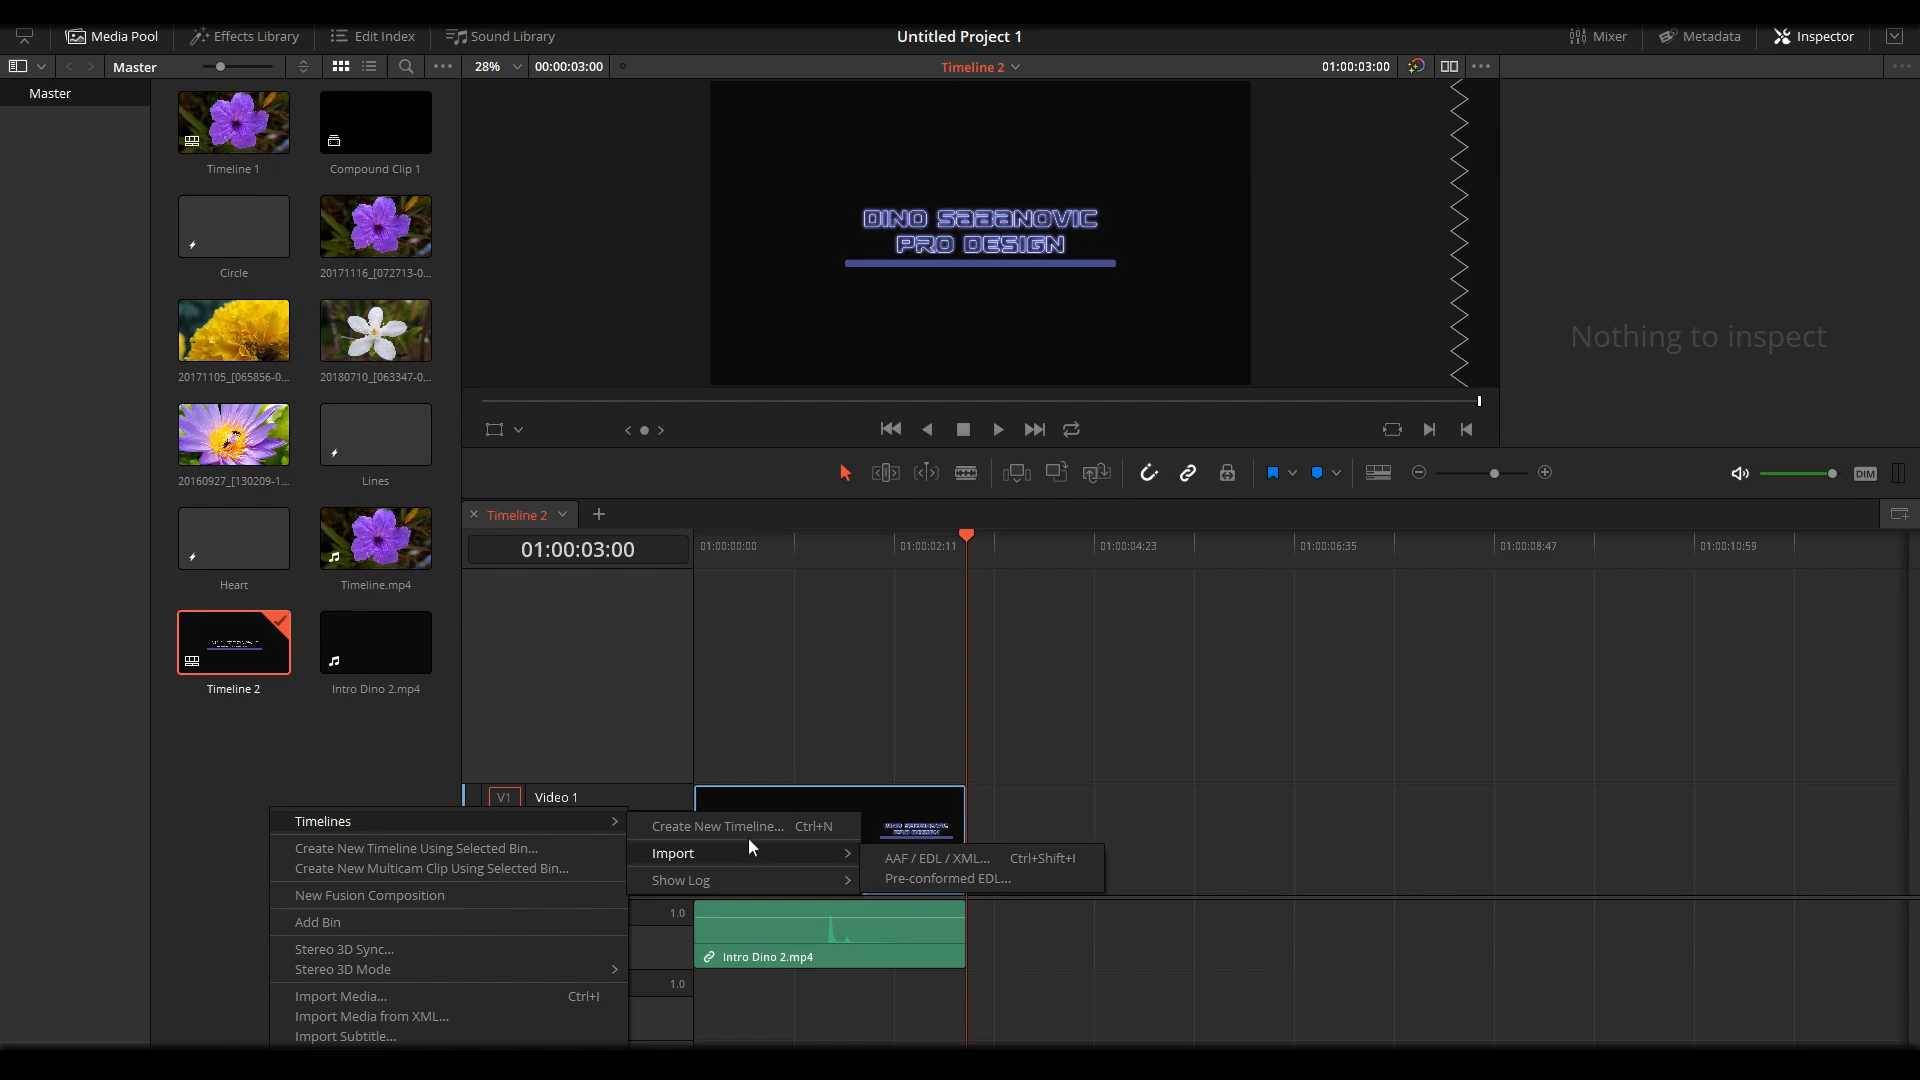 Media Pool Effects Library Edit Index Sound Library Untitled Project 1 Mixer Metadata Inspector
Master 28% 00:00:03:00 Timeline 2 01:00:03:00
Master
Timeline 1 Compound Clip 1
Circle 20171116_[072713-0...
20171105_[065856-0... 20180710_[063347-0...
20160927_[130209-1... Lines
Heart Timeline.mp4
Timeline 2 Intro Dino 2.mp4
DINO SABANOVIC
PRO DESIGN
Nothing to inspect
DIM
Timeline 2
01:00:03:00 01:00:00:00 01:00:02:11 01:00:04:23 01:00:06:35 01:00:08:47 01:00:10:59
V1 Video 1
DINO SABANOVIC
PRO DESIGN
1.0
Intro Dino 2.mp4
1.0
Timelines
Create New Timeline Using Selected Bin...
Create New Multicam Clip Using Selected Bin...
New Fusion Composition
Add Bin
Stereo 3D Sync...
Stereo 3D Mode
Import Media... Ctrl+I
Import Media from XML...
Import Subtitle...
Create New Timeline... Ctrl+N
Import
Show Log
AAF / EDL / XML... Ctrl+Shift+I
Pre-conformed EDL...